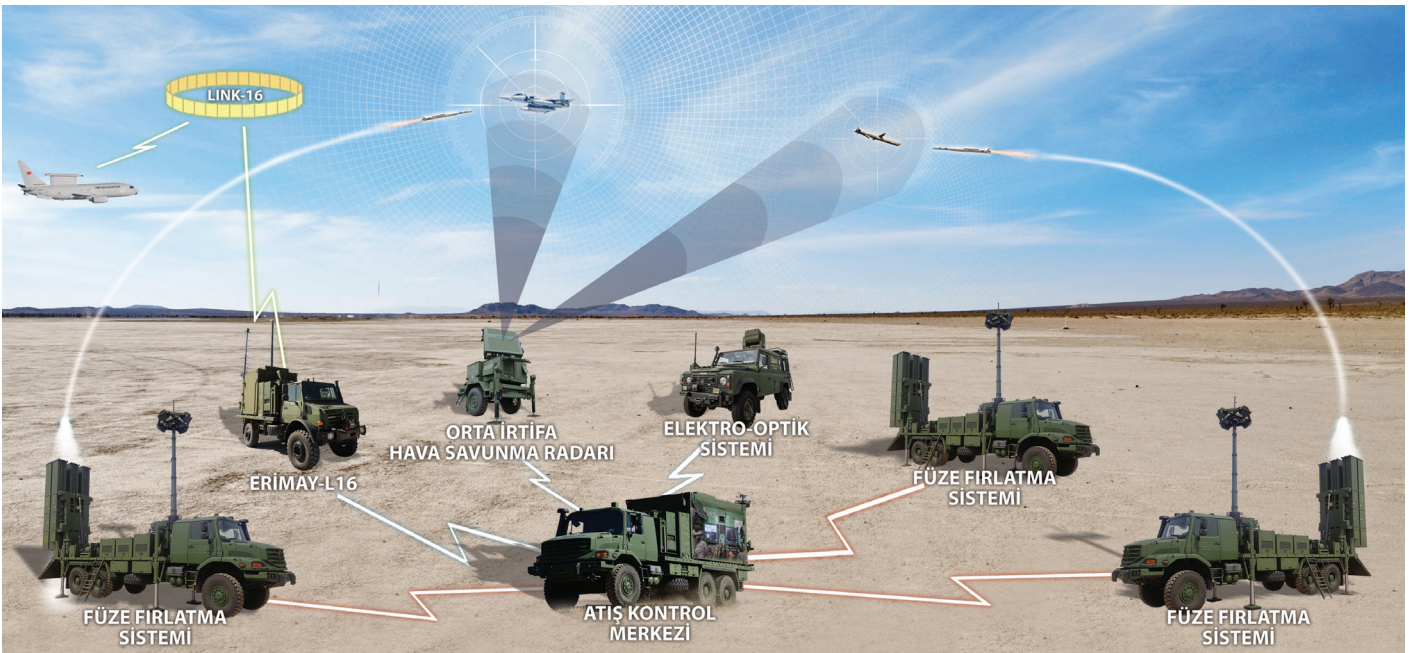 LINK-16
ORTA İRTİFA
HAVA SAVUNMA RADARI
ELEKTRO-OPTİK
SİSTEMİ
ERİMAY-L16
FÜZE FIRLATMA
SİSTEMİ
FÜZE FIRLATMA
SİSTEMİ
ATIŞ KONTROL
MERKEZİ
FÜZE FIRLATMA
SİSTEMİ